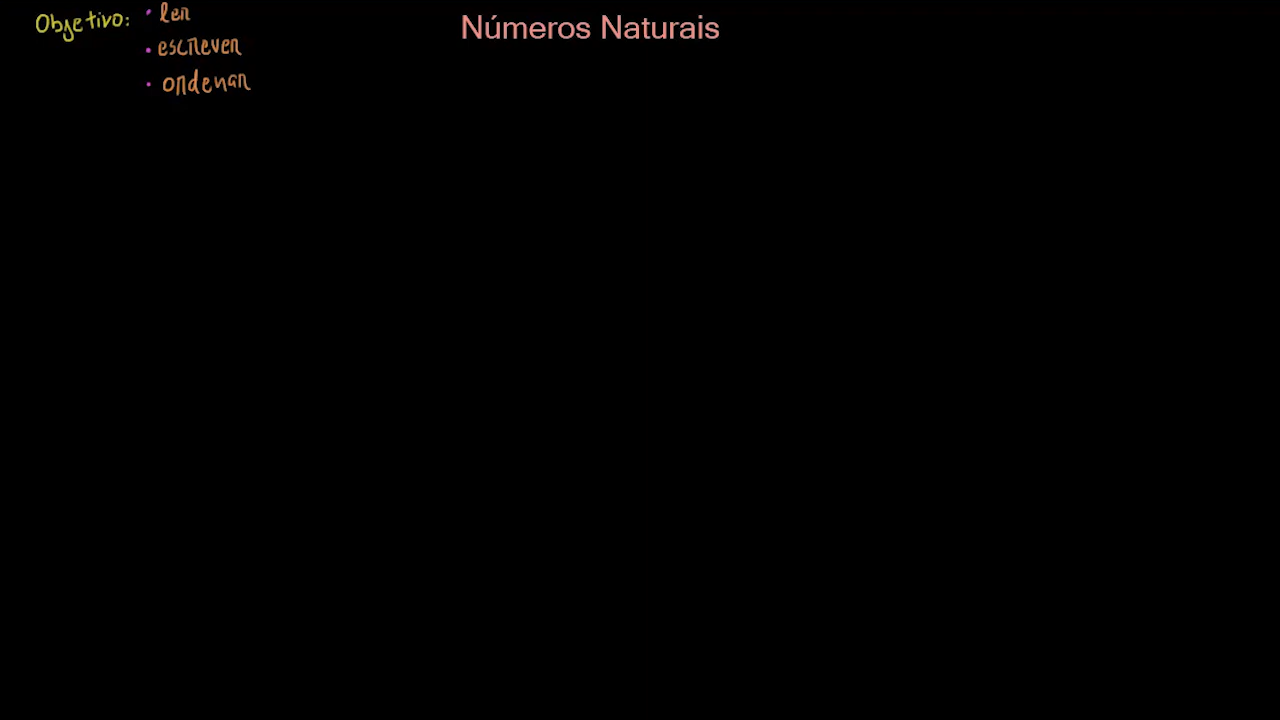 Objetivo: • ler
Números Naturais
• escrever
• ordenar